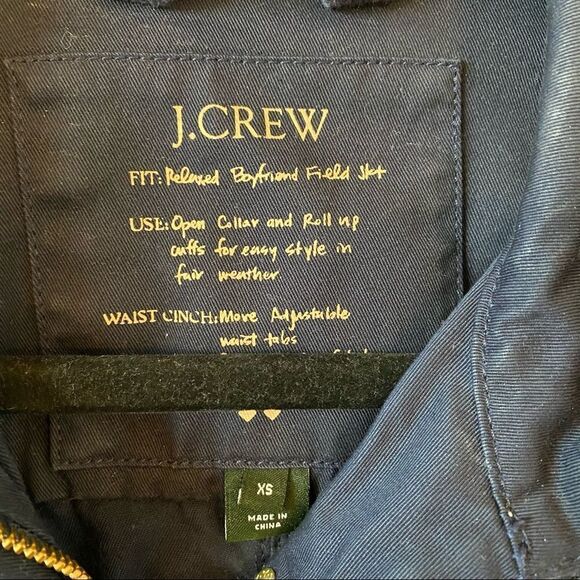 J.CREW
FIT: Relaxed Boyfriend Field Jkt
USE: Open Collar and Roll up
cuffs for easy style in
fair weather.
WAIST CINCH: More Adjustable
waist tabs
XS
MADE IN
CHINA